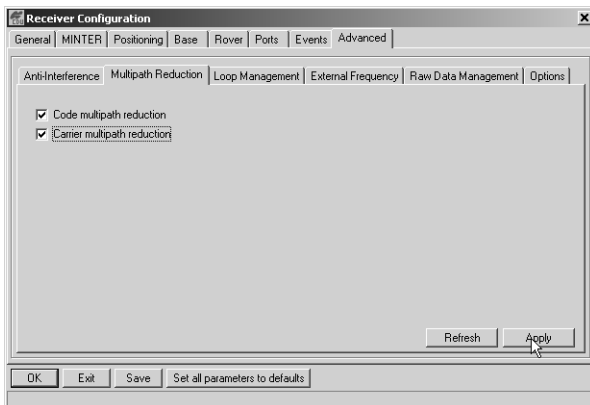 Receiver Configuration
General MINTER Positioning Base Rover Ports Events Advanced
Anti-Interference Multipath Reduction Loop Management External Frequency Raw Data Management Options
Code multipath reduction
Carrier multipath reduction
Refresh Apply
OK Exit Save Set all parameters to defaults